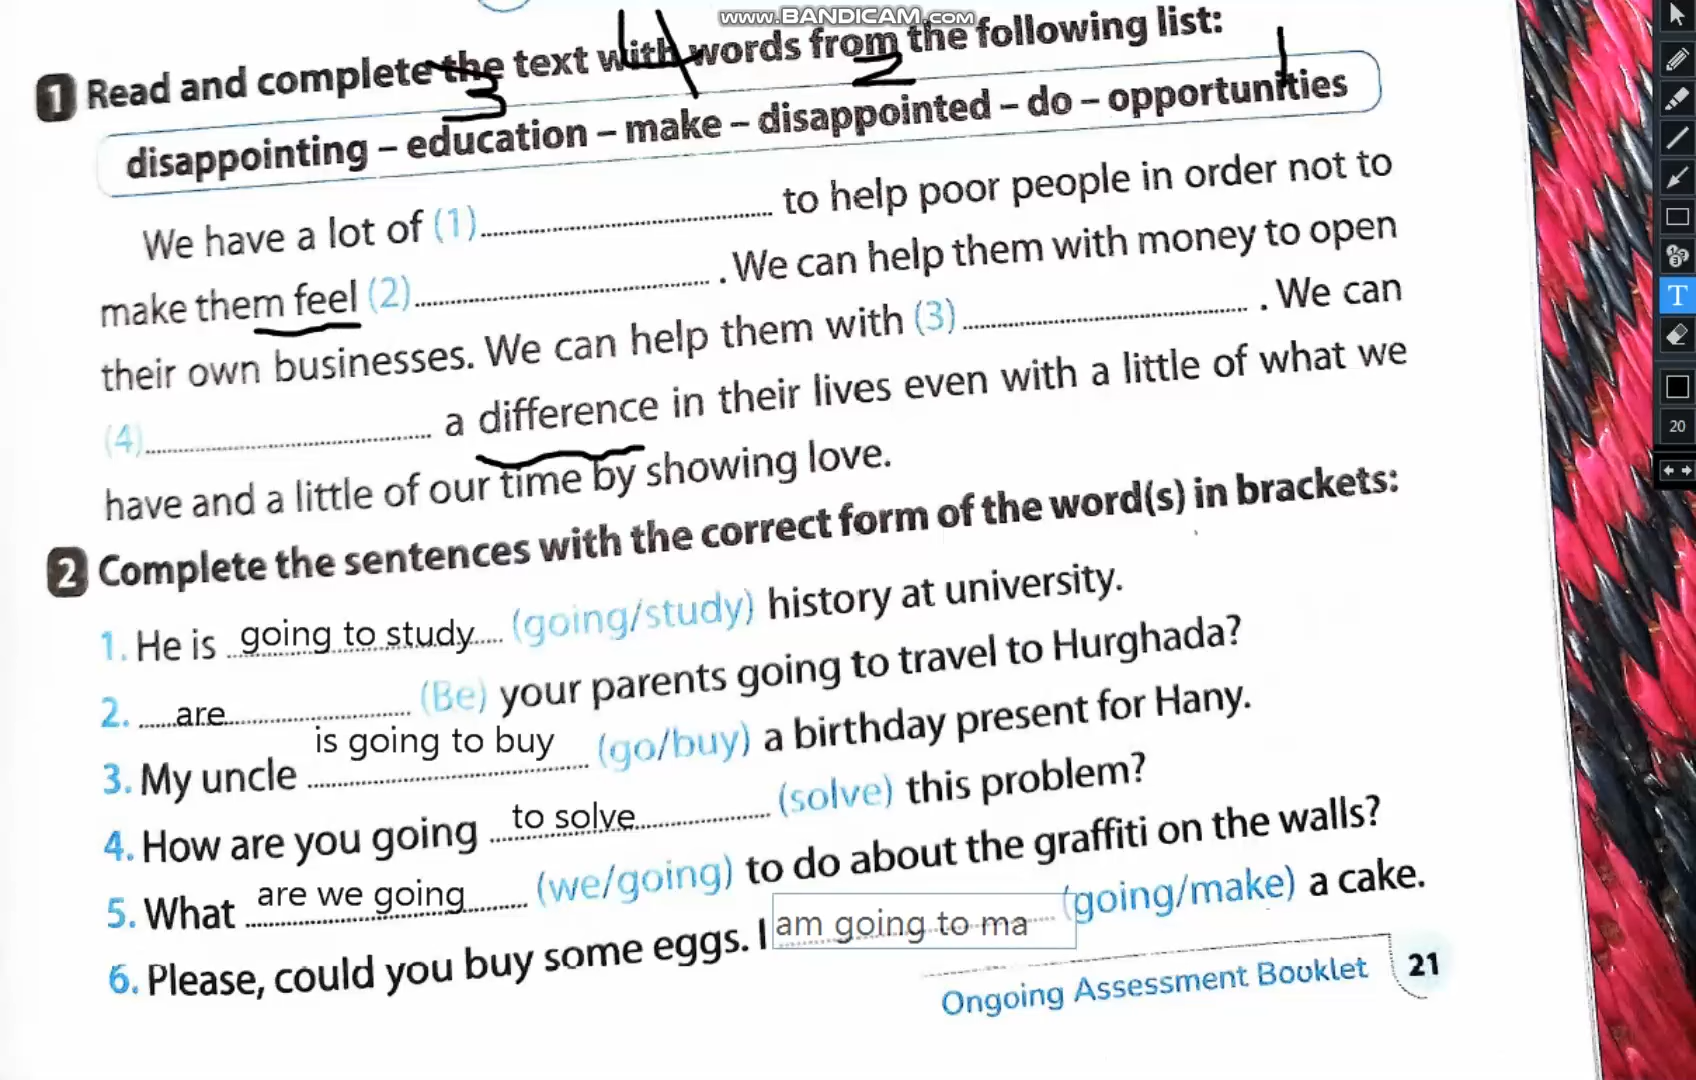 www.BANDICAM.com
1 Read and complete the text with words from the following list:
4
3
2
1
disappointing – education – make – disappointed – do – opportunities
We have a lot of (1) to help poor people in order not to
make them feel (2) . We can help them with money to open
their own businesses. We can help them with (3) . We can
(4) a difference in their lives even with a little of what we
have and a little of our time by showing love.
2 Complete the sentences with the correct form of the word(s) in brackets:
1. He is going to study (going/study) history at university.
2. are (Be) your parents going to travel to Hurghada?
3. My uncle is going to buy (go/buy) a birthday present for Hany.
4. How are you going to solve (solve) this problem?
5. What are we going (we/going) to do about the graffiti on the walls?
6. Please, could you buy some eggs. I am going to ma (going/make) a cake.
Ongoing Assessment Booklet 21
T
20